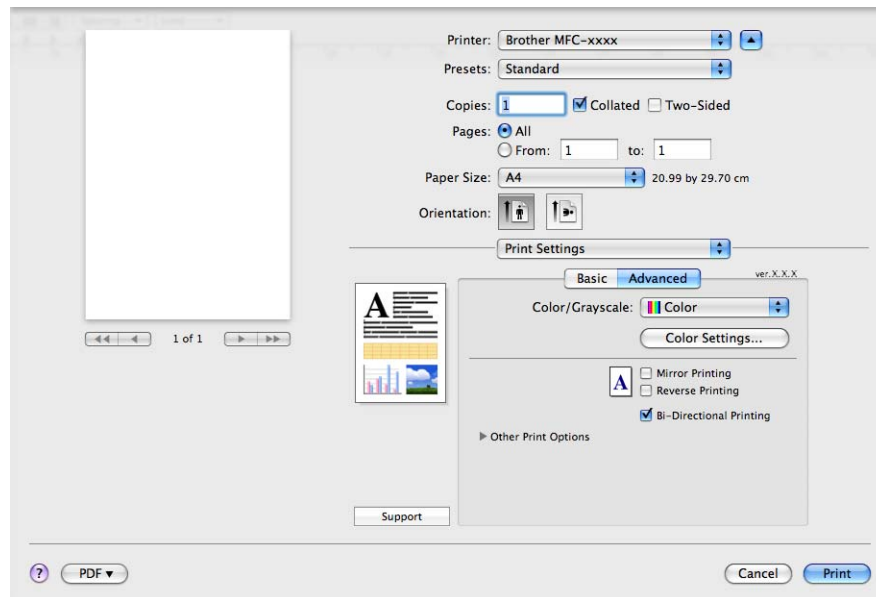 Printer: Brother MFC-xxxx
Presets: Standard
Copies: 1 Collated Two-Sided
Pages: All
From: 1 to: 1
Paper Size: A4 20.99 by 29.70 cm
Orientation:
Print Settings
Basic Advanced ver.X.X.X
Color/Grayscale: Color
Color Settings...
A
1 of 1
A
Mirror Printing
Reverse Printing
Bi-Directional Printing
Other Print Options
Support
? PDF Cancel Print